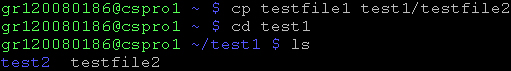 gr120080186@cspro1 ~ $ cp testfile1 test1/testfile2
gr120080186@cspro1 ~ $ cd test1
gr120080186@cspro1 ~/test1 $ ls
test2  testfile2